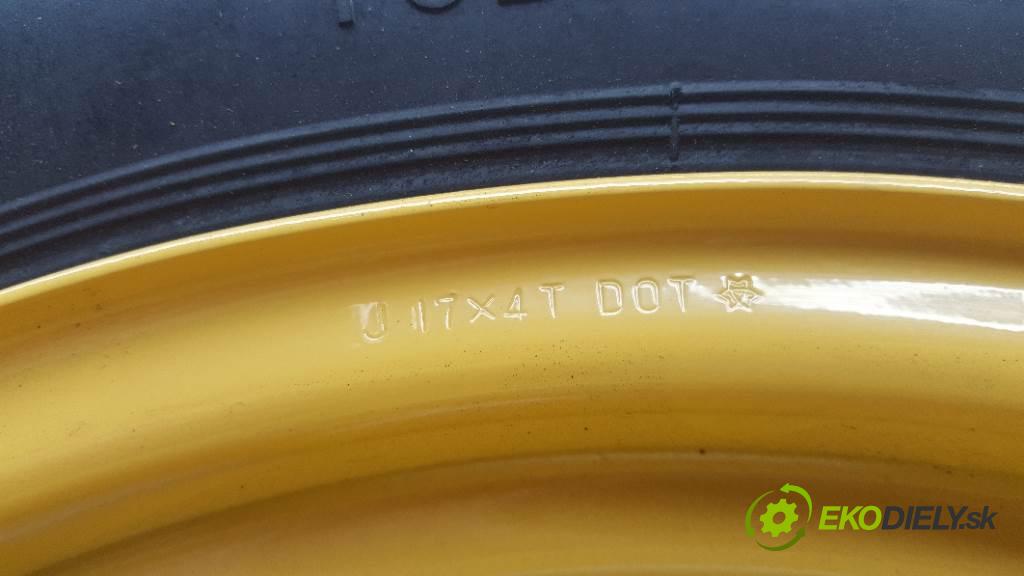 J 17×4T DOT
EKODIELY.sk